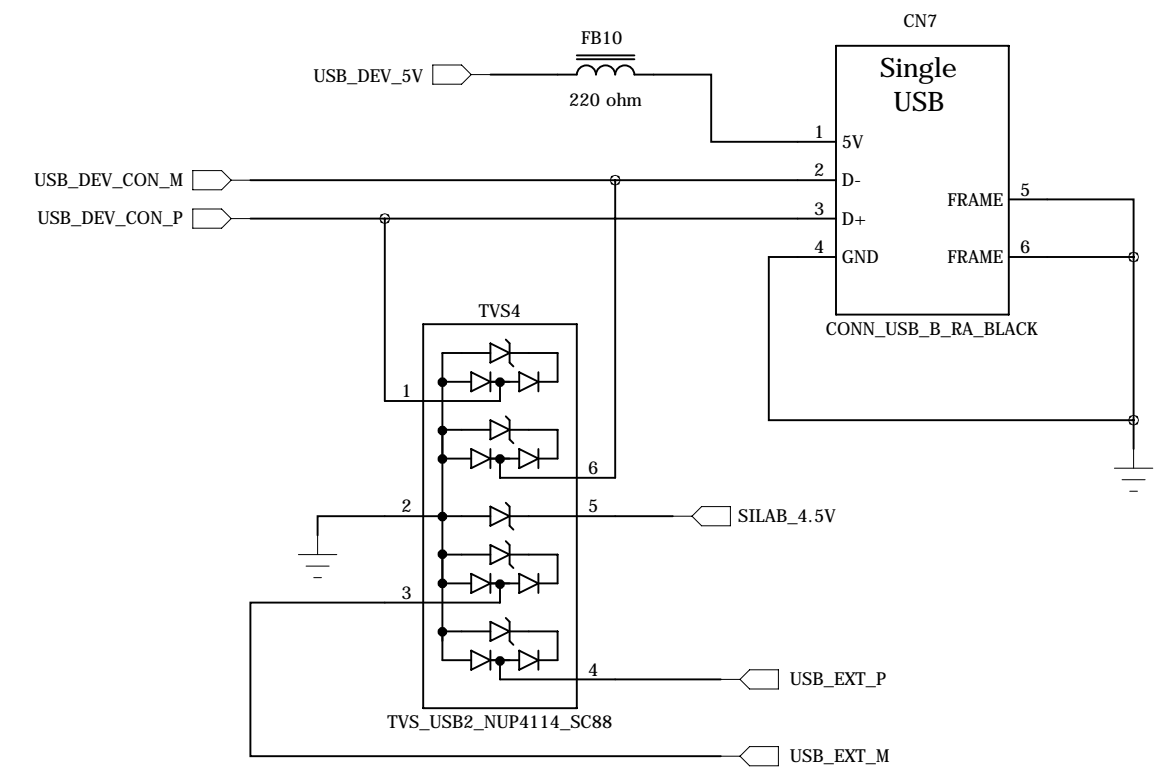 CN7
FB10
USB_DEV_5V
220 ohm
Single
USB
1
5V
USB_DEV_CON_M
2
D-
USB_DEV_CON_P
3
D+
FRAME
5
4
GND
FRAME
6
TVS4
CONN_USB_B_RA_BLACK
1
6
2
5
SILAB_4.5V
3
4
USB_EXT_P
TVS_USB2_NUP4114_SC88
USB_EXT_M